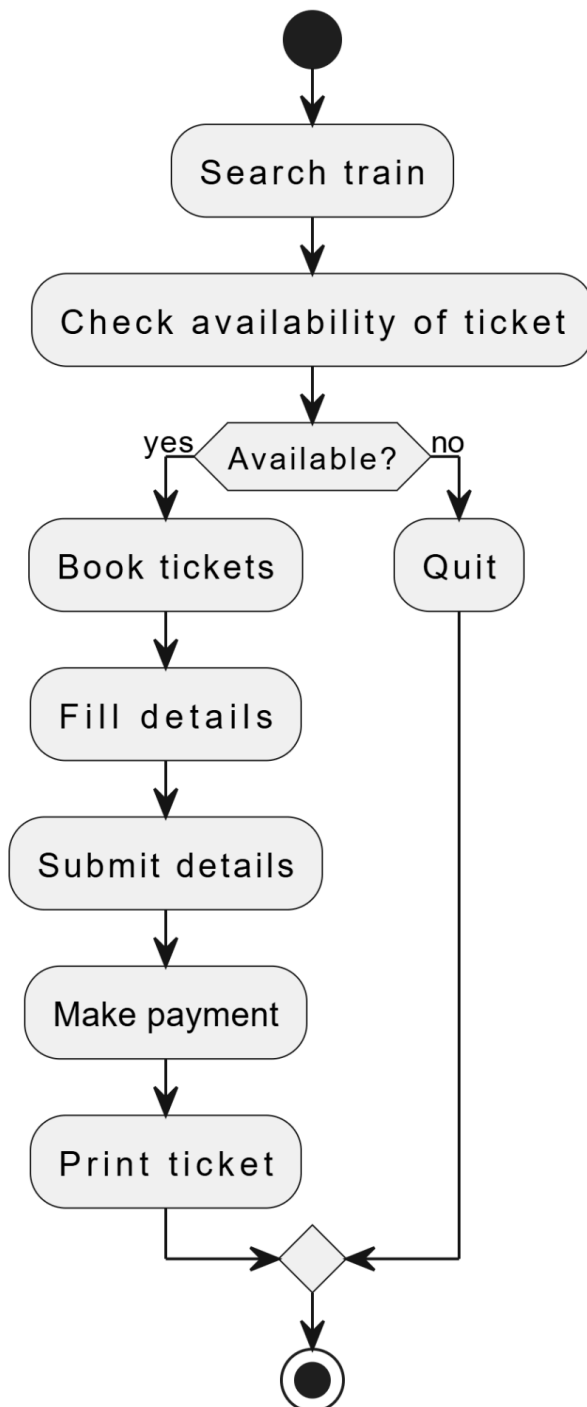 Search train
Check availability of ticket
yes
Available?
no
Book tickets
Quit
Fill details
Submit details
Make payment
Print ticket